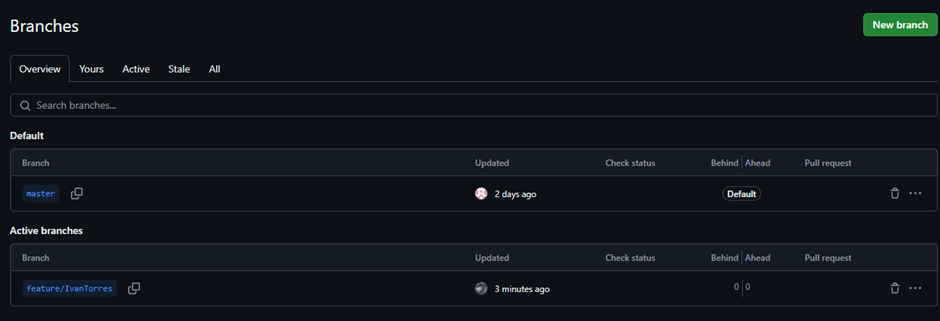 Branches
New branch
Overview Yours Active Stale All
Search branches...
Default
Branch Updated Check status Behind Ahead Pull request
master 2 days ago Default
Active branches
Branch Updated Check status Behind Ahead Pull request
feature/IvanTorres 3 minutes ago 0 0